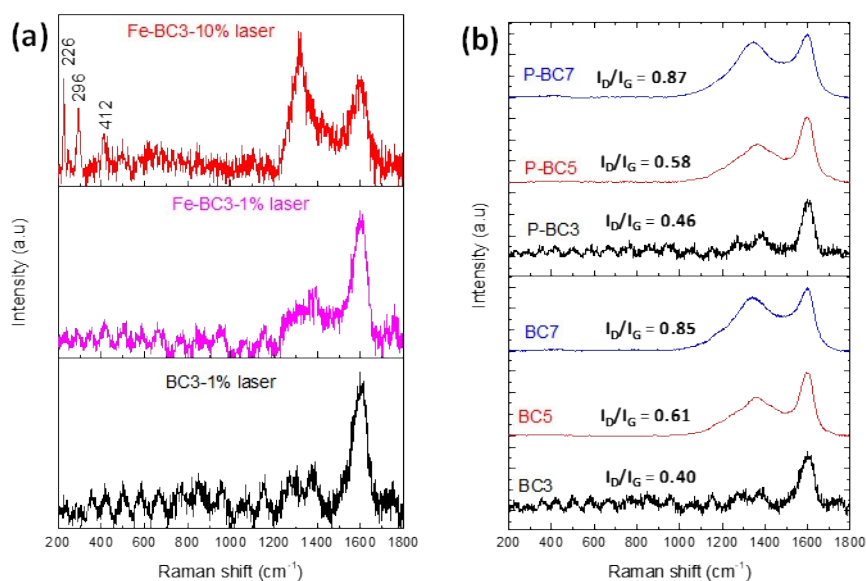 (a)
Fe-BC3-10% laser
226
296
412
Fe-BC3-1% laser
BC3-1% laser
Intensity (a.u)
200 400 600 800 1000 1200 1400 1600 1800
Raman shift (cm⁻¹)
(b)
P-BC7 I_D/I_G = 0.87
P-BC5 I_D/I_G = 0.58
P-BC3 I_D/I_G = 0.46
BC7 I_D/I_G = 0.85
BC5 I_D/I_G = 0.61
BC3 I_D/I_G = 0.40
Intensity (a.u)
200 400 600 800 1000 1200 1400 1600 1800
Raman shift (cm⁻¹)